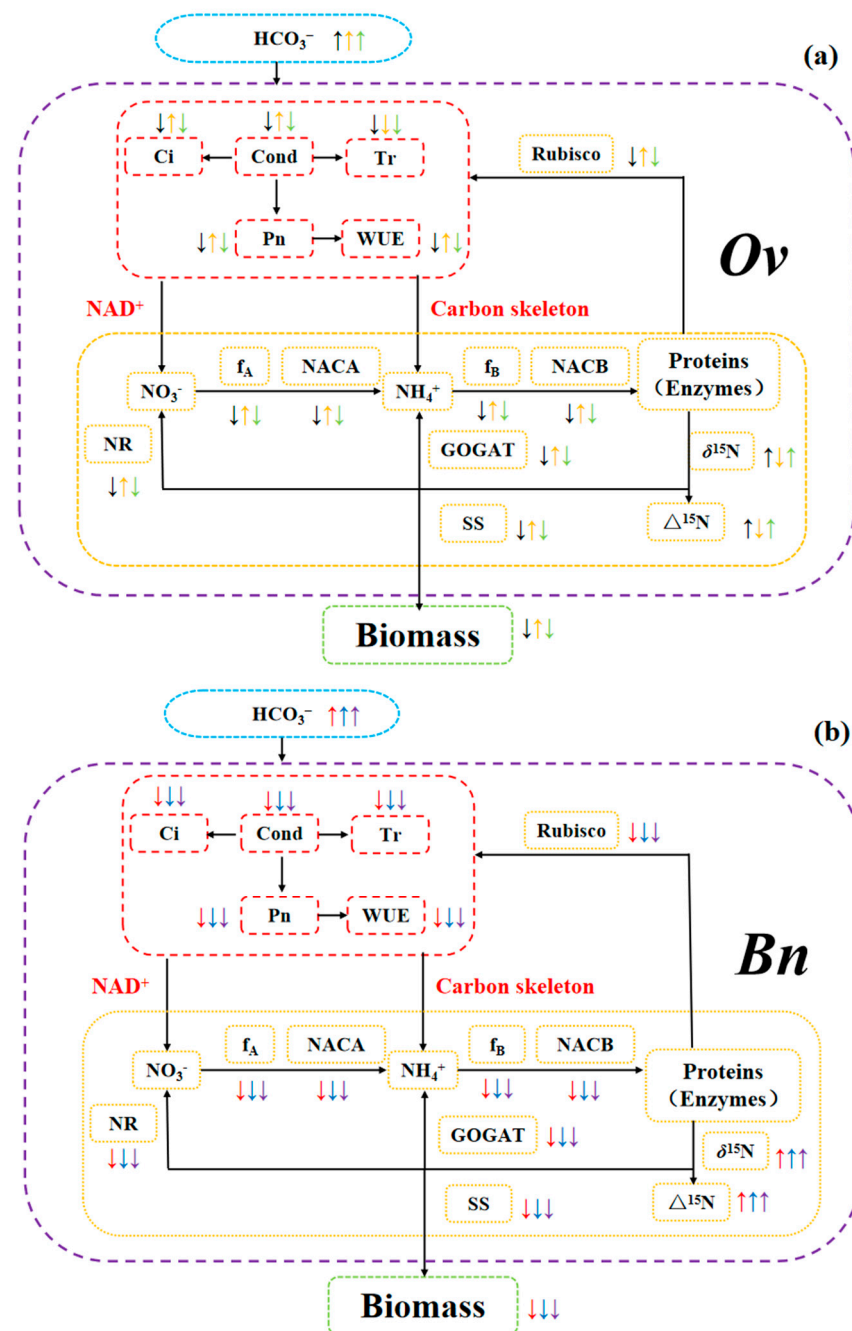 HCO₃⁻ ↑↑↑
(a)
↓↑↓ ↓↑↓ ↓↓↓
Ci Cond Tr
Rubisco ↓↑↓
↓↑↓ Pn WUE ↓↑↓
Ov
NAD⁺ Carbon skeleton
f_A NACA f_B NACB
NO₃⁻ NH₄⁺ Proteins
(Enzymes)
↓↑↓ ↓↑↓ ↓↑↓ ↓↑↓
NR GOGAT ↓↑↓ δ¹⁵N ↑↓↑
↓↑↓
SS ↓↑↓ △¹⁵N ↑↓↑
Biomass ↓↑↓
HCO₃⁻ ↑↑↑
(b)
↓↓↓ ↓↓↓ ↓↓↓
Ci Cond Tr
Rubisco ↓↓↓
↓↓↓ Pn WUE ↓↓↓
Bn
NAD⁺ Carbon skeleton
f_A NACA f_B NACB
NO₃⁻ NH₄⁺ Proteins
(Enzymes)
↓↓↓ ↓↓↓ ↓↓↓ ↓↓↓
NR GOGAT ↓↓↓ δ¹⁵N ↑↑↑
↓↓↓
SS ↓↓↓ △¹⁵N ↑↑↑
Biomass ↓↓↓